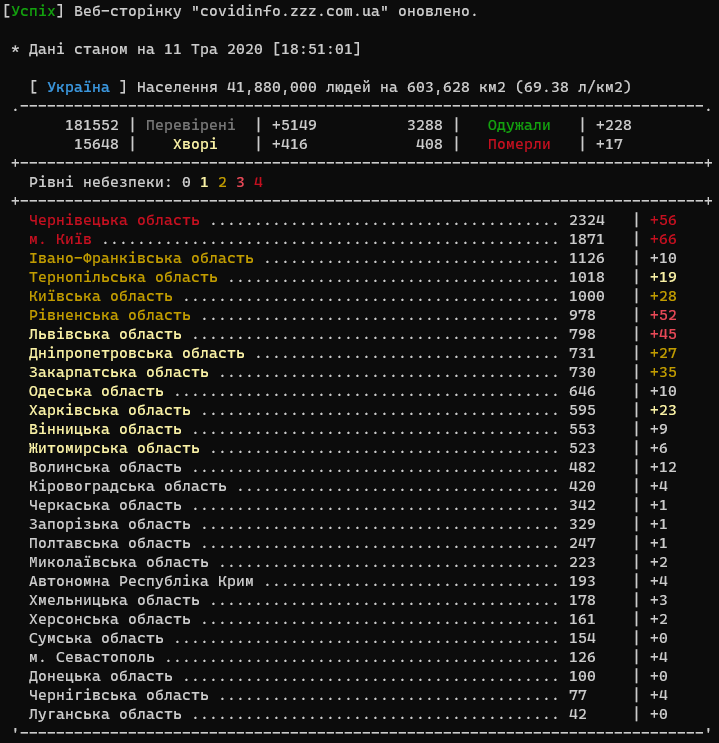 [Успіх] Веб-сторінку "covidinfo.zzz.com.ua" оновлено.
* Дані станом на 11 Тра 2020 [18:51:01]
[ Україна ] Населення 41,880,000 людей на 603,628 км2 (69.38 л/км2)
.----------------------------------------------------------------------------.
181552 | Перевірені | +5149 3288 | Одужали | +228
15648 | Хворі | +416 408 | Померли | +17
+----------------------------------------------------------------------------+
Рівні небезпеки: 0 1 2 3 4
+----------------------------------------------------------------------------+
Чернівецька область ....................................... 2324 | +56
м. Київ ................................................... 1871 | +66
Івано-Франківська область ................................. 1126 | +10
Тернопільська область ..................................... 1018 | +19
Київська область .......................................... 1000 | +28
Рівненська область ........................................ 978 | +52
Львівська область ......................................... 798 | +45
Дніпропетровська область .................................. 731 | +27
Закарпатська область ...................................... 730 | +35
Одеська область ........................................... 646 | +10
Харківська область ........................................ 595 | +23
Вінницька область ......................................... 553 | +9
Житомирська область ....................................... 523 | +6
Волинська область ......................................... 482 | +12
Кіровоградська область .................................... 420 | +4
Черкаська область ......................................... 342 | +1
Запорізька область ........................................ 329 | +1
Полтавська область ........................................ 247 | +1
Миколаївська область ...................................... 223 | +2
Автономна Республіка Крим ................................. 193 | +4
Хмельницька область ....................................... 178 | +3
Херсонська область ........................................ 161 | +2
Сумська область ........................................... 154 | +0
м. Севастополь ............................................ 126 | +4
Донецька область .......................................... 100 | +0
Чернігівська область ...................................... 77 | +4
Луганська область ......................................... 42 | +0
'----------------------------------------------------------------------------'